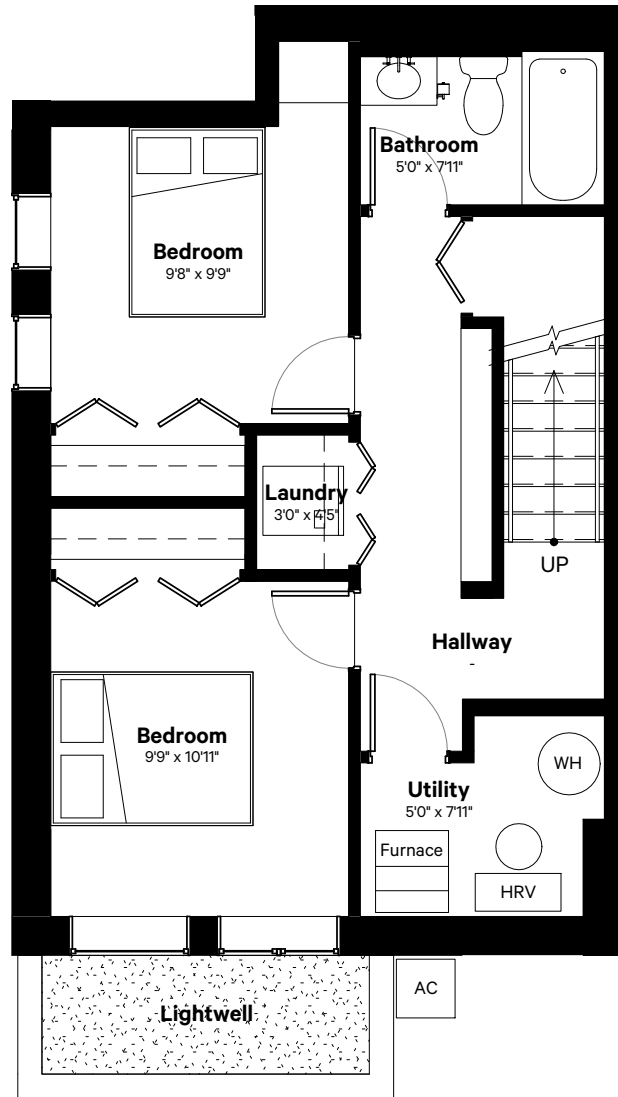 Bathroom
5'0" x 7'11"
Bedroom
9'8" x 9'9"
Laundry
3'0" x 4'5"
UP
Hallway
-
Bedroom
9'9" x 10'11"
WH
Utility
5'0" x 7'11"
Furnace
HRV
AC
Lightwell